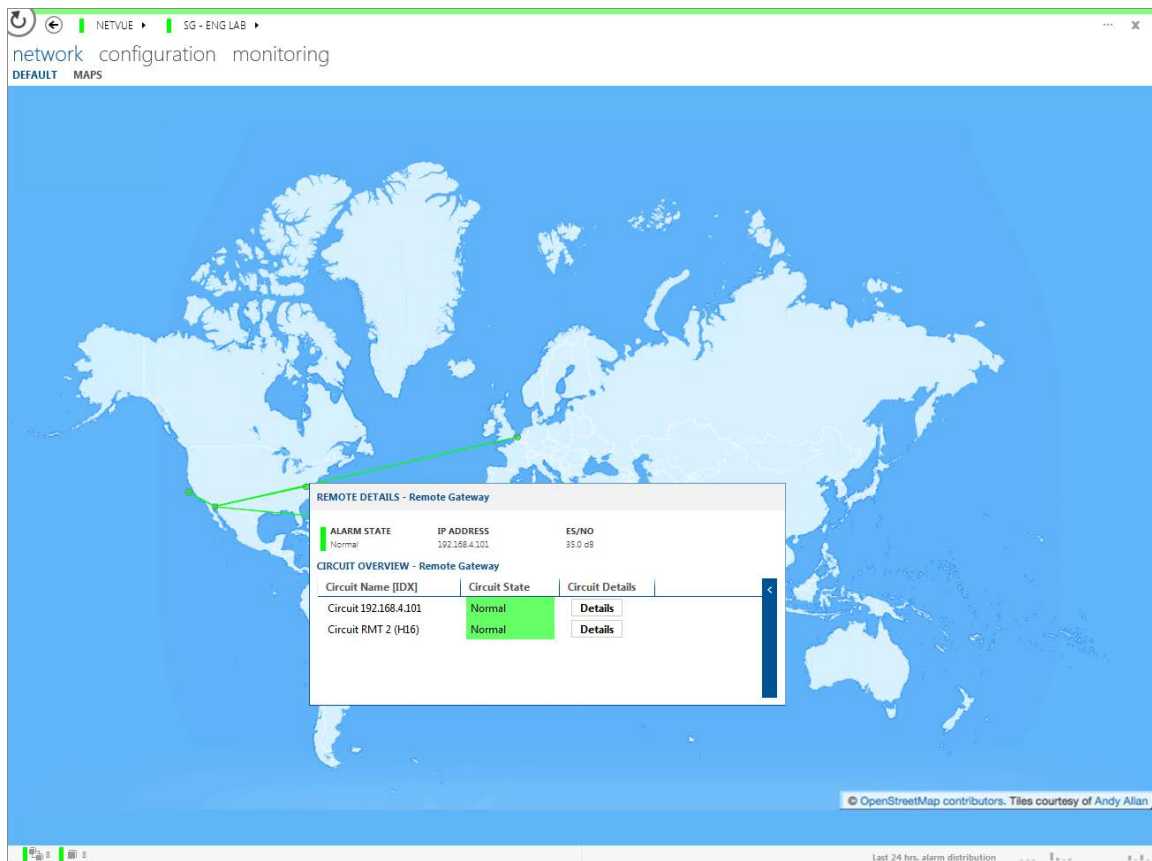 NETVUE SG - ENG LAB ... X
network configuration monitoring
DEFAULT MAPS
REMOTE DETAILS - Remote Gateway
ALARM STATE IP ADDRESS ES/NO
Normal 192.168.4.101 35.0 dB
CIRCUIT OVERVIEW - Remote Gateway
Circuit Name [IDX] Circuit State Circuit Details <
Circuit 192.168.4.101 Normal Details
Circuit RMT 2 (H16) Normal Details
© OpenStreetMap contributors. Tiles courtesy of Andy Allan
8 8 Last 24 hrs. alarm distribution